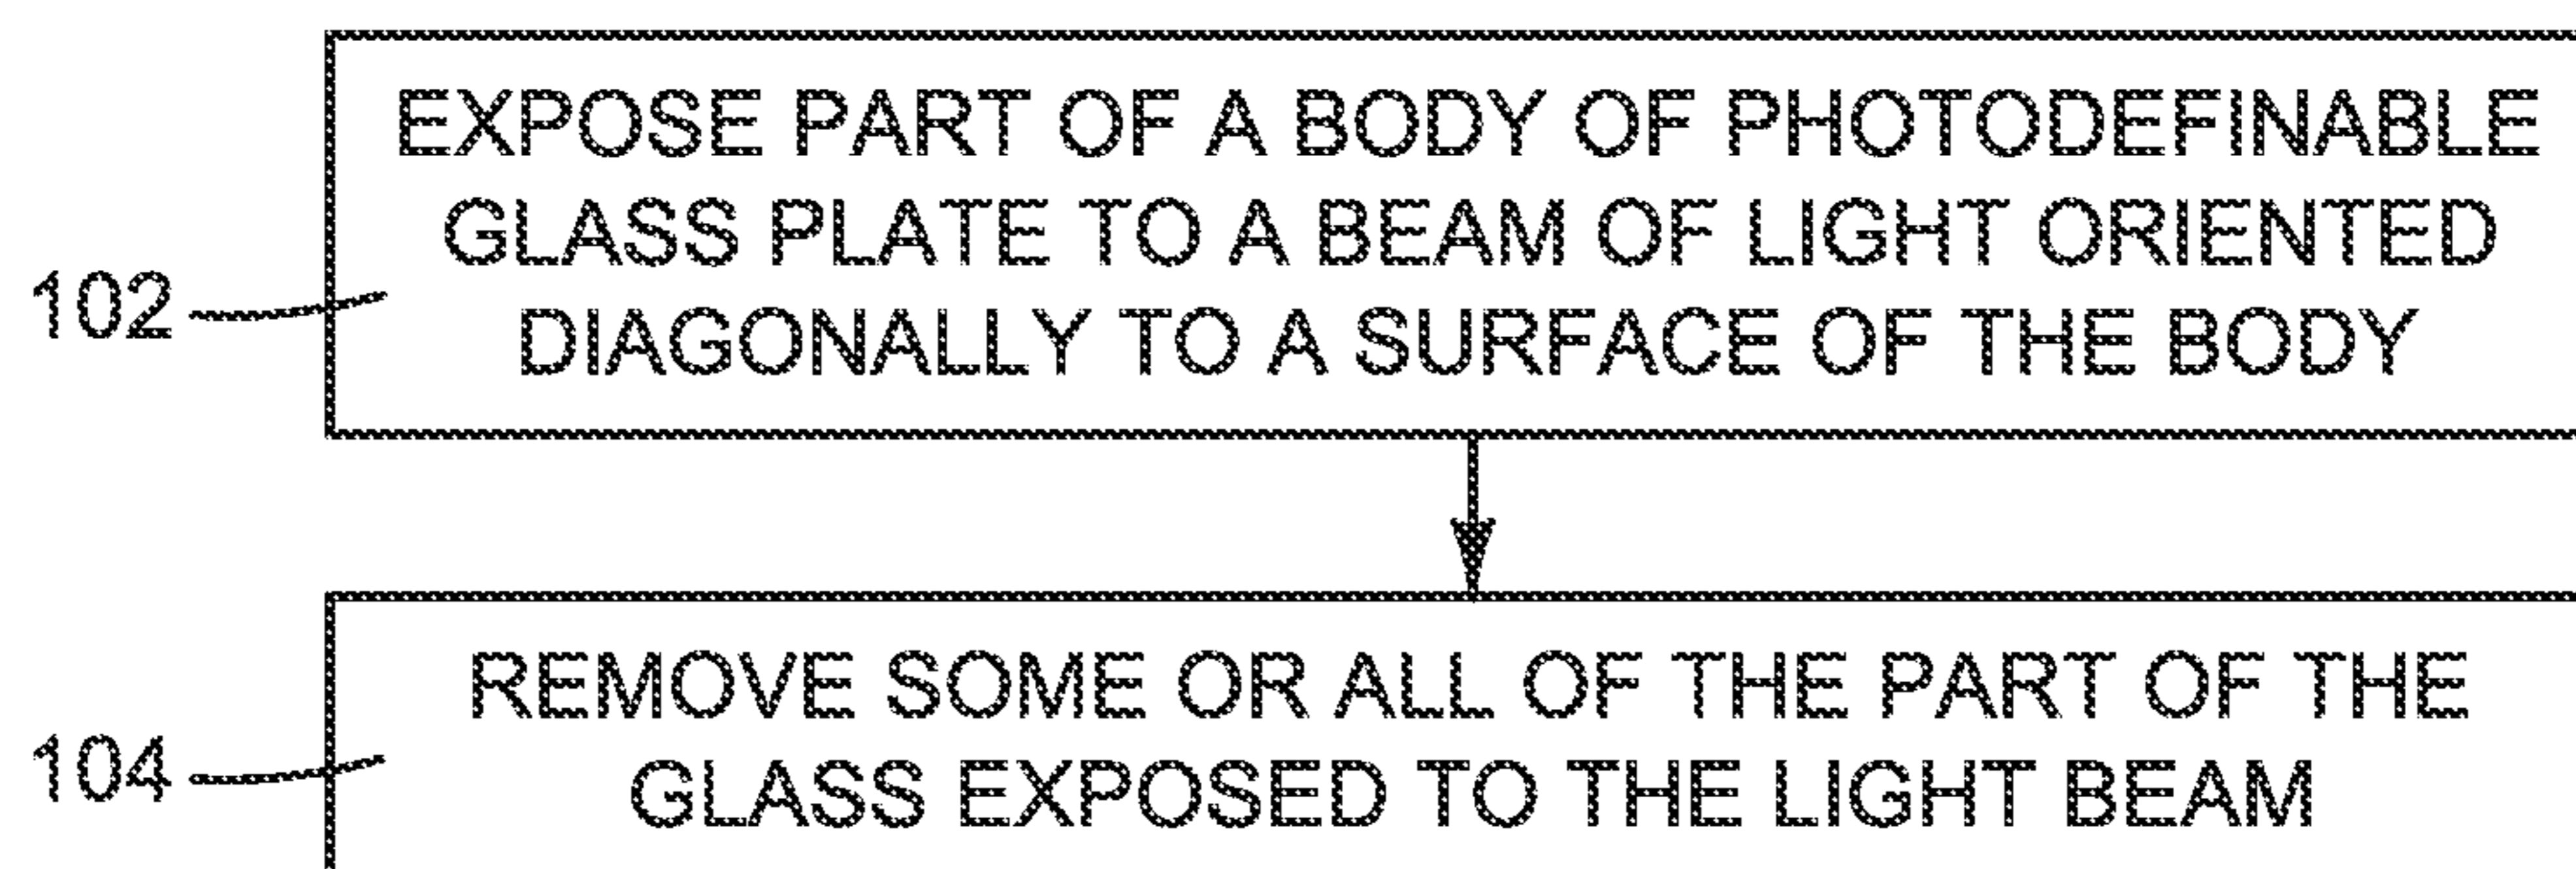 EXPOSE PART OF A BODY OF PHOTODEFINABLE
GLASS PLATE TO A BEAM OF LIGHT ORIENTED
DIAGONALLY TO A SURFACE OF THE BODY
102
REMOVE SOME OR ALL OF THE PART OF THE
GLASS EXPOSED TO THE LIGHT BEAM
104